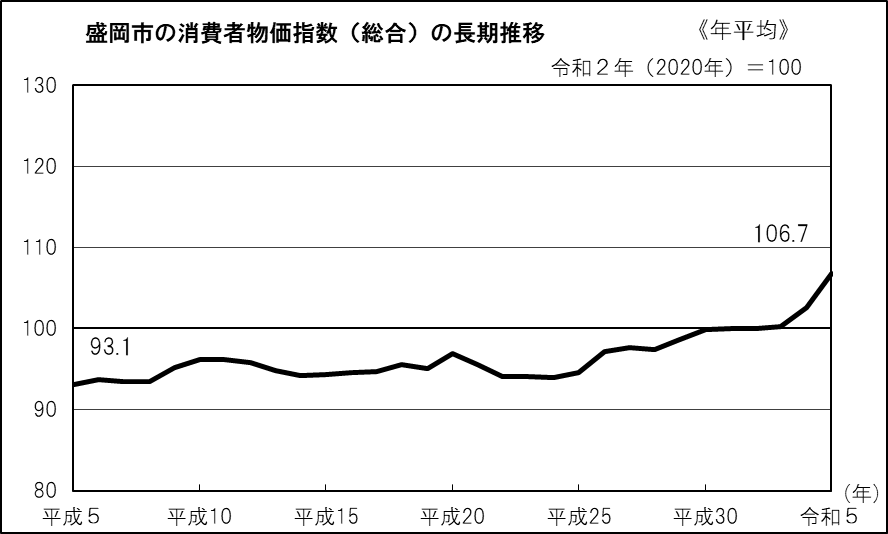 盛岡市の消費者物価指数（総合）の長期推移
《年平均》
令和２年（2020年）＝100
130
120
110
100
90
80
106.7
93.1
平成５
平成10
平成15
平成20
平成25
平成30
令和５
（年）